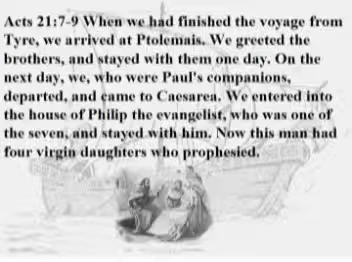 Acts 21:7-9 When we had finished the voyage from
Tyre, we arrived at Ptolemais. We greeted the
brothers, and stayed with them one day. On the
next day, we, who were Paul's companions,
departed, and came to Caesarea. We entered into
the house of Philip the evangelist, who was one of
the seven, and stayed with him. Now this man had
four virgin daughters who prophesied.